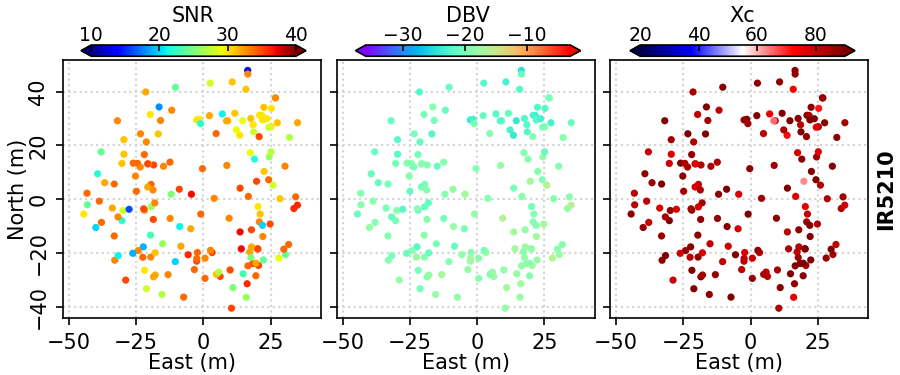 SNR DBV Xc
10 20 30 40 −30 −20 −10 20 40 60 80
40
20
0
−20
−40
North (m)
IR5210
−50 −25 0 25 −50 −25 0 25 −50 −25 0 25
East (m) East (m) East (m)